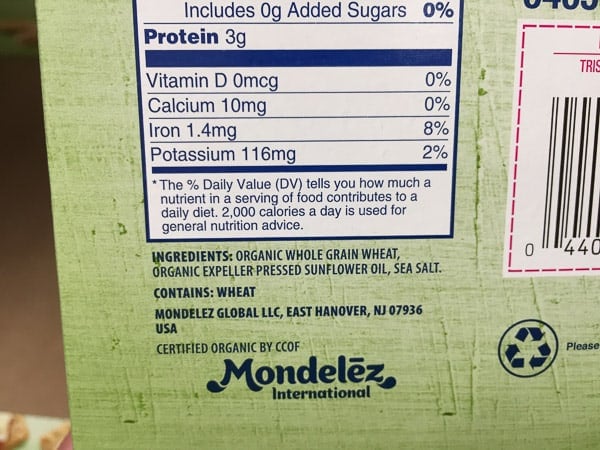 Includes 0g Added Sugars 0%
Protein 3g
Vitamin D 0mcg 0%
Calcium 10mg 0%
Iron 1.4mg 8%
Potassium 116mg 2%
* The % Daily Value (DV) tells you how much a
nutrient in a serving of food contributes to a
daily diet. 2,000 calories a day is used for
general nutrition advice.
INGREDIENTS: ORGANIC WHOLE GRAIN WHEAT,
ORGANIC EXPELLER PRESSED SUNFLOWER OIL, SEA SALT.
CONTAINS: WHEAT
MONDELEZ GLOBAL LLC, EAST HANOVER, NJ 07936
USA
CERTIFIED ORGANIC BY CCOF
Mondelēz
International
TRIS
0 440
Please